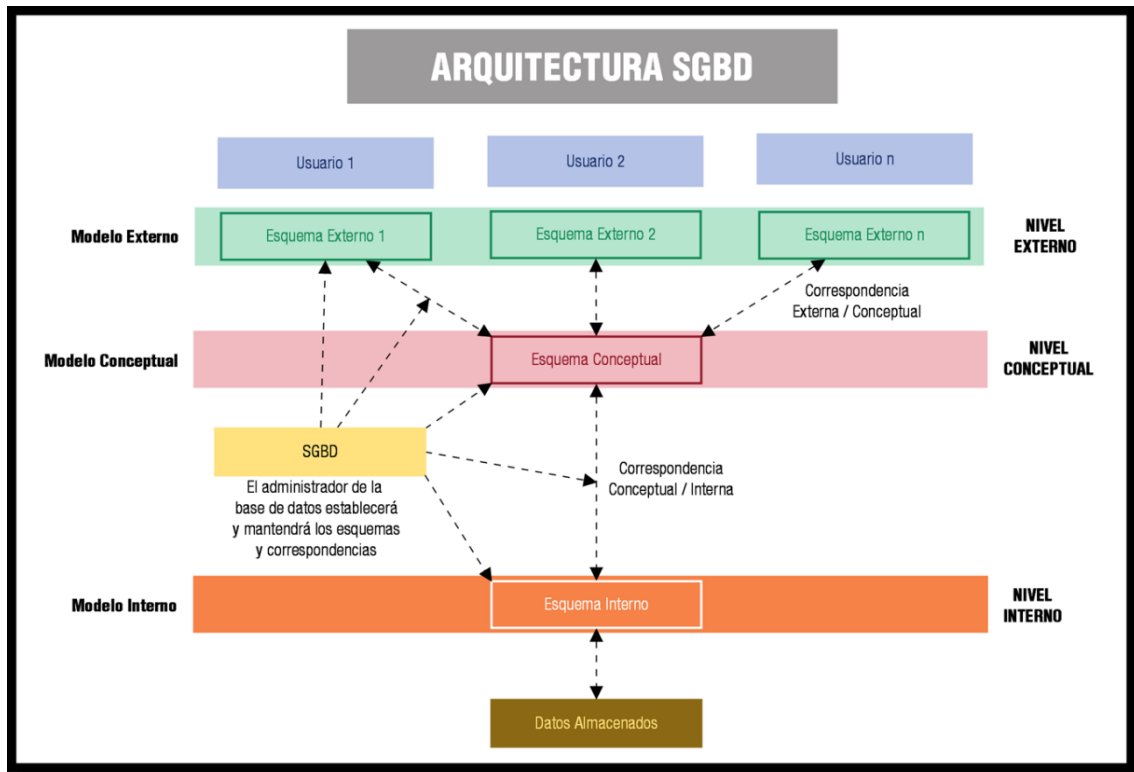 ARQUITECTURA SGBD
Usuario 1
Usuario 2
Usuario n
Modelo Externo
Esquema Externo 1
Esquema Externo 2
Esquema Externo n
NIVEL
EXTERNO
Correspondencia
Externa / Conceptual
Modelo Conceptual
Esquema Conceptual
NIVEL
CONCEPTUAL
SGBD
El administrador de la
base de datos establecerá
y mantendrá los esquemas
y correspondencias
Correspondencia
Conceptual / Interna
Modelo Interno
Esquema Interno
NIVEL
INTERNO
Datos Almacenados